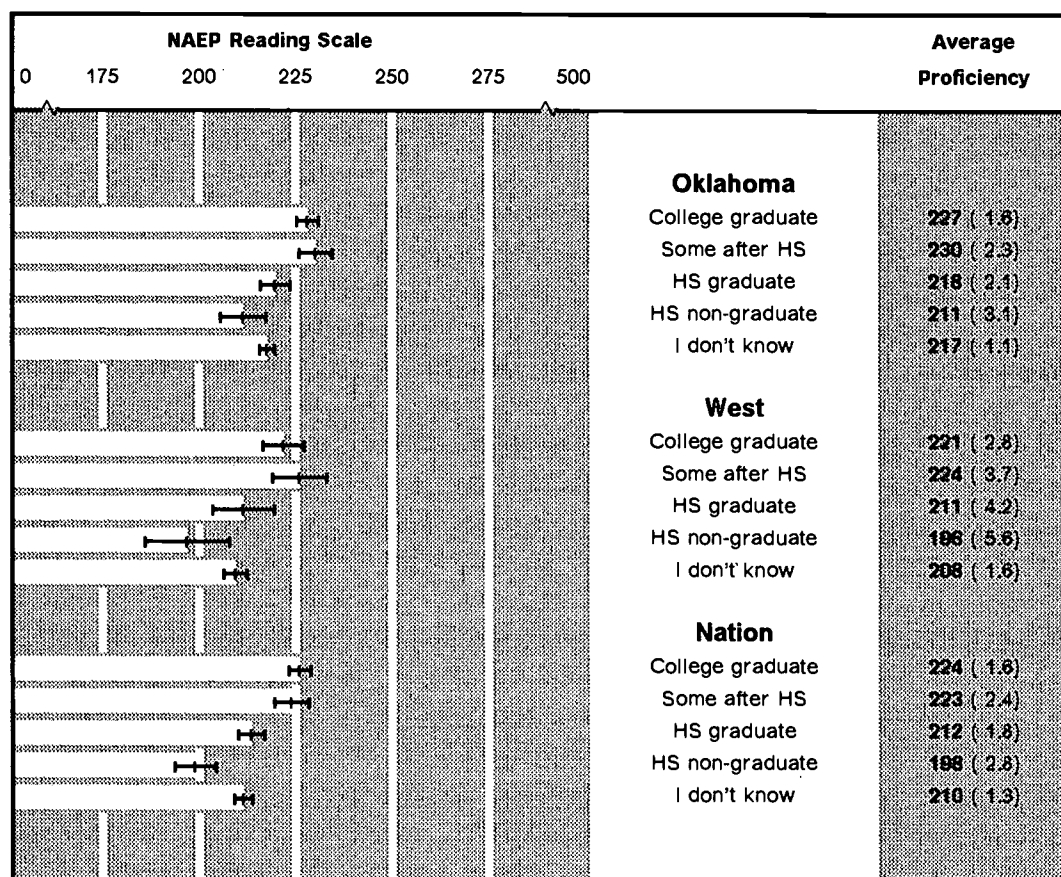 NAEP Reading Scale
Average
0 175 200 225 250 275 500
Proficiency
Oklahoma
College graduate 227 ( 1.6)
Some after HS 230 ( 2.3)
HS graduate 218 ( 2.1)
HS non-graduate 211 ( 3.1)
I don't know 217 ( 1.1)
West
College graduate 221 ( 2.8)
Some after HS 224 ( 3.7)
HS graduate 211 ( 4.2)
HS non-graduate 196 ( 5.6)
I don't know 208 ( 1.6)
Nation
College graduate 224 ( 1.6)
Some after HS 223 ( 2.4)
HS graduate 212 ( 1.8)
HS non-graduate 198 ( 2.8)
I don't know 210 ( 1.3)